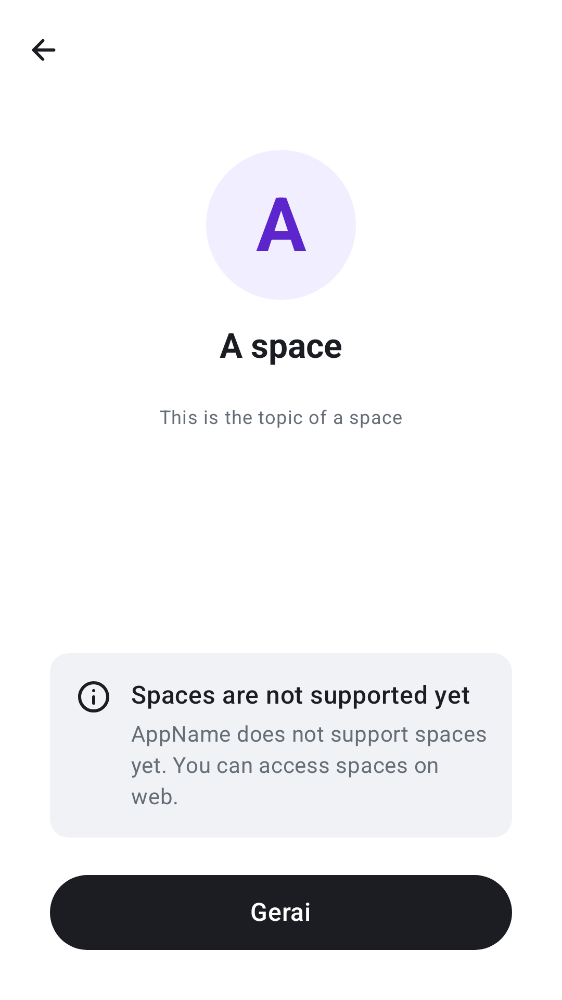 A
A space
This is the topic of a space
Spaces are not supported yet
AppName does not support spaces
yet. You can access spaces on
web.
Gerai